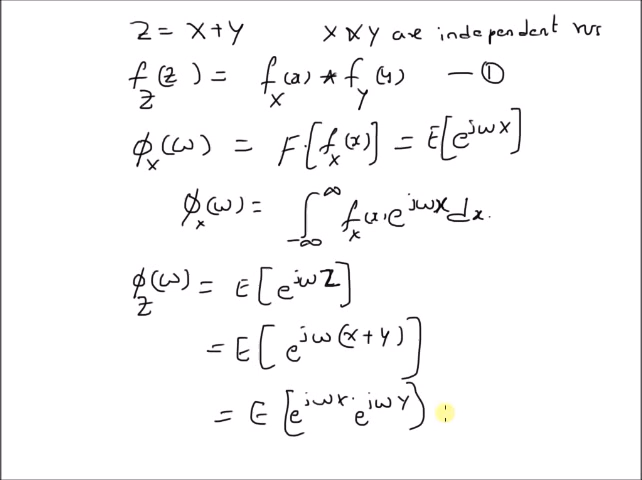 Z = X + Y X & Y are independent rvs
f_Z(z) = f_X(x) * f_Y(y) — ①
ϕ_X(ω) = F[f_X(x)] = E[e^{jωX}]
ϕ_X(ω) = ∫_{-∞}^{∞} f_X(x) e^{jωx} dx.
ϕ_Z(ω) = E[e^{jωZ}]
= E[e^{jω(X+Y)}]
= E[e^{jωX} · e^{jωY})